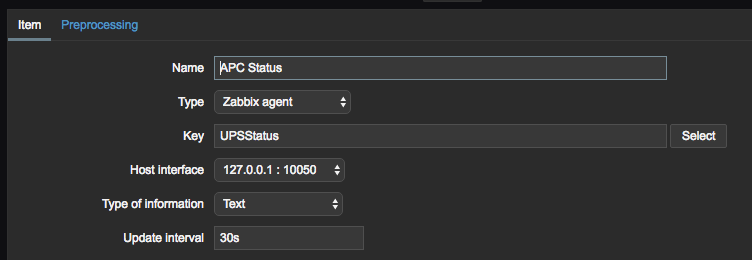 Item Preprocessing
Name APC Status
Type Zabbix agent
Key UPSStatus Select
Host interface 127.0.0.1 : 10050
Type of information Text
Update interval 30s